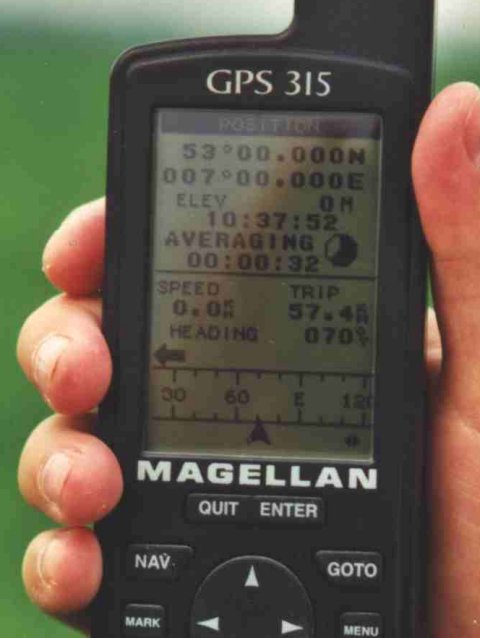 GPS 315
POSITION
53°00.000N
007°00.000E
ELEV 0M
10:37:52
AVERAGING
00:00:32
SPEED TRIP
0.0 57.4
HEADING 070°
30 60 E 120
MAGELLAN
QUIT ENTER
NAV GOTO
MARK MENU